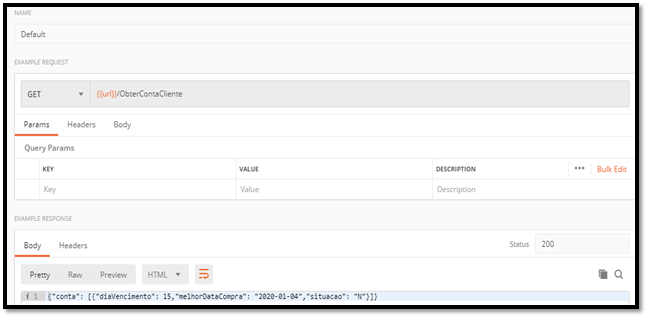 NAME
Default
EXAMPLE REQUEST
GET {{url}}/ObterContaCliente
Params Headers Body
Query Params
KEY VALUE DESCRIPTION ••• Bulk Edit
Key Value Description
EXAMPLE RESPONSE
Body Headers Status 200
Pretty Raw Preview HTML
i 1 {"conta": [{"diaVencimento": 15,"melhorDataCompra": "2020-01-04","situacao": "N"}]}